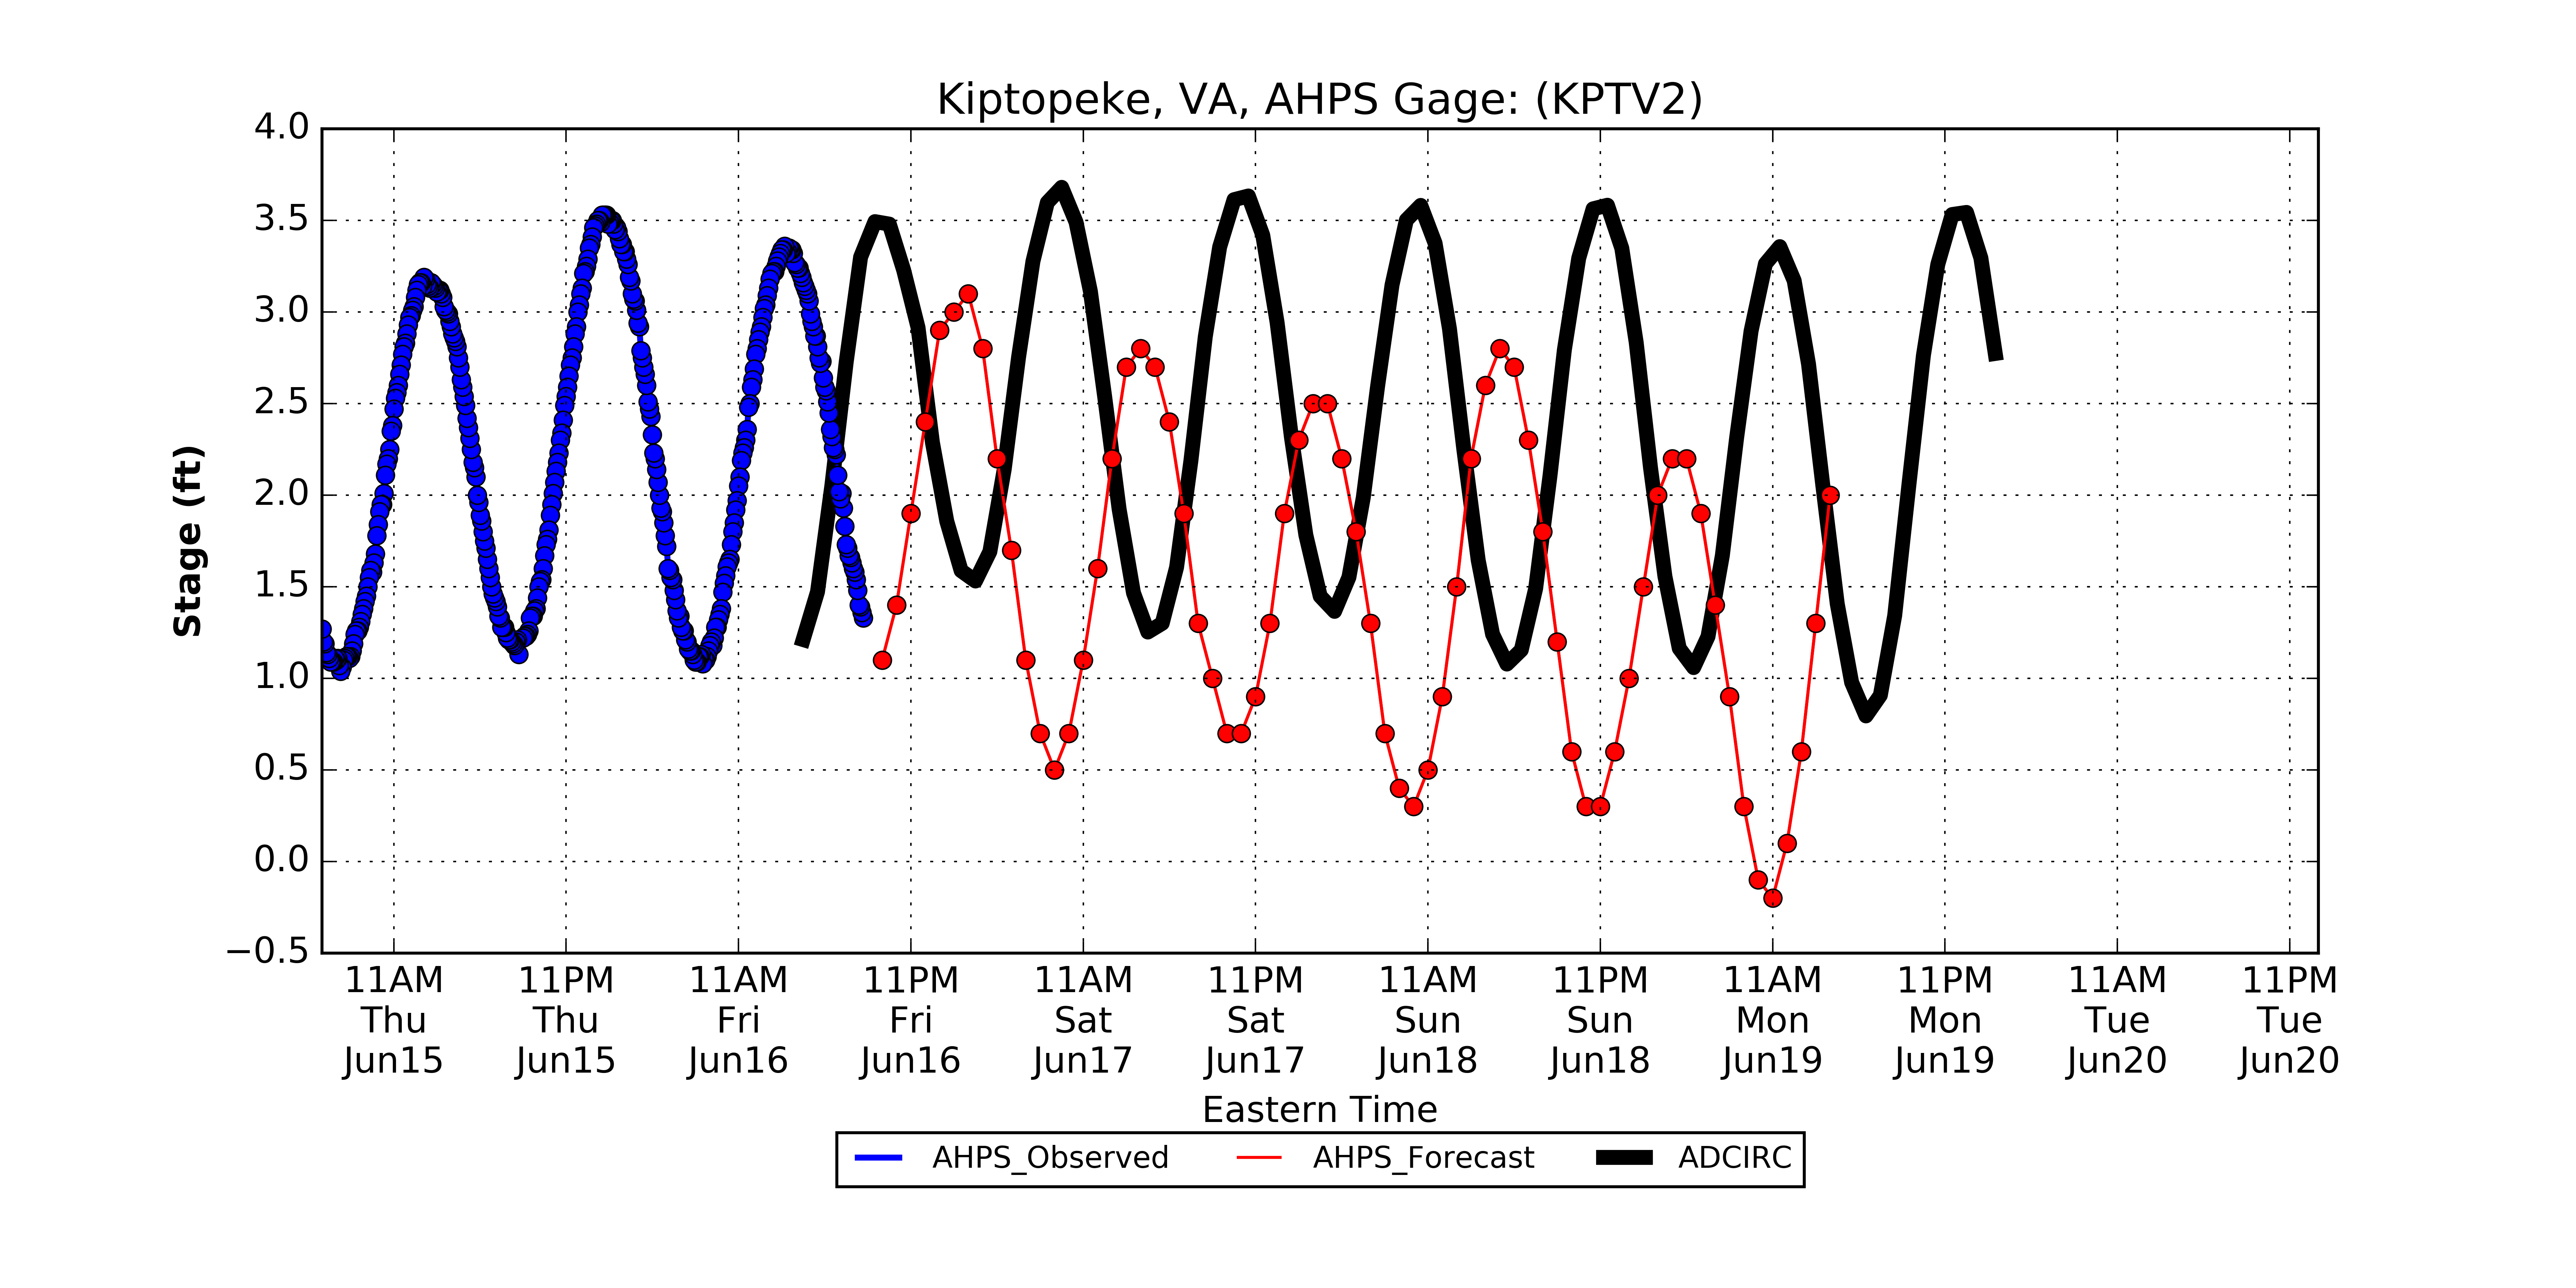 Kiptopeke, VA, AHPS Gage: (KPTV2)
4.0
3.5
3.0
2.5
2.0
1.5
1.0
0.5
0.0
−0.5
Stage (ft)
11AM 11PM 11AM 11PM 11AM 11PM 11AM 11PM 11AM 11PM 11AM 11PM
Thu Thu Fri Fri Sat Sat Sun Sun Mon Mon Tue Tue
Jun15 Jun15 Jun16 Jun16 Jun17 Jun17 Jun18 Jun18 Jun19 Jun19 Jun20 Jun20
Eastern Time
AHPS_Observed AHPS_Forecast ADCIRC